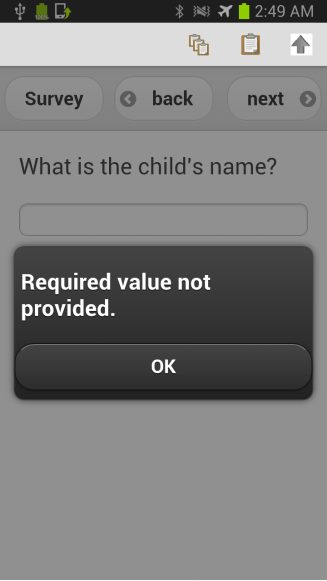 2:49 AM
Survey back next
What is the child's name?
Required value not
provided.
OK